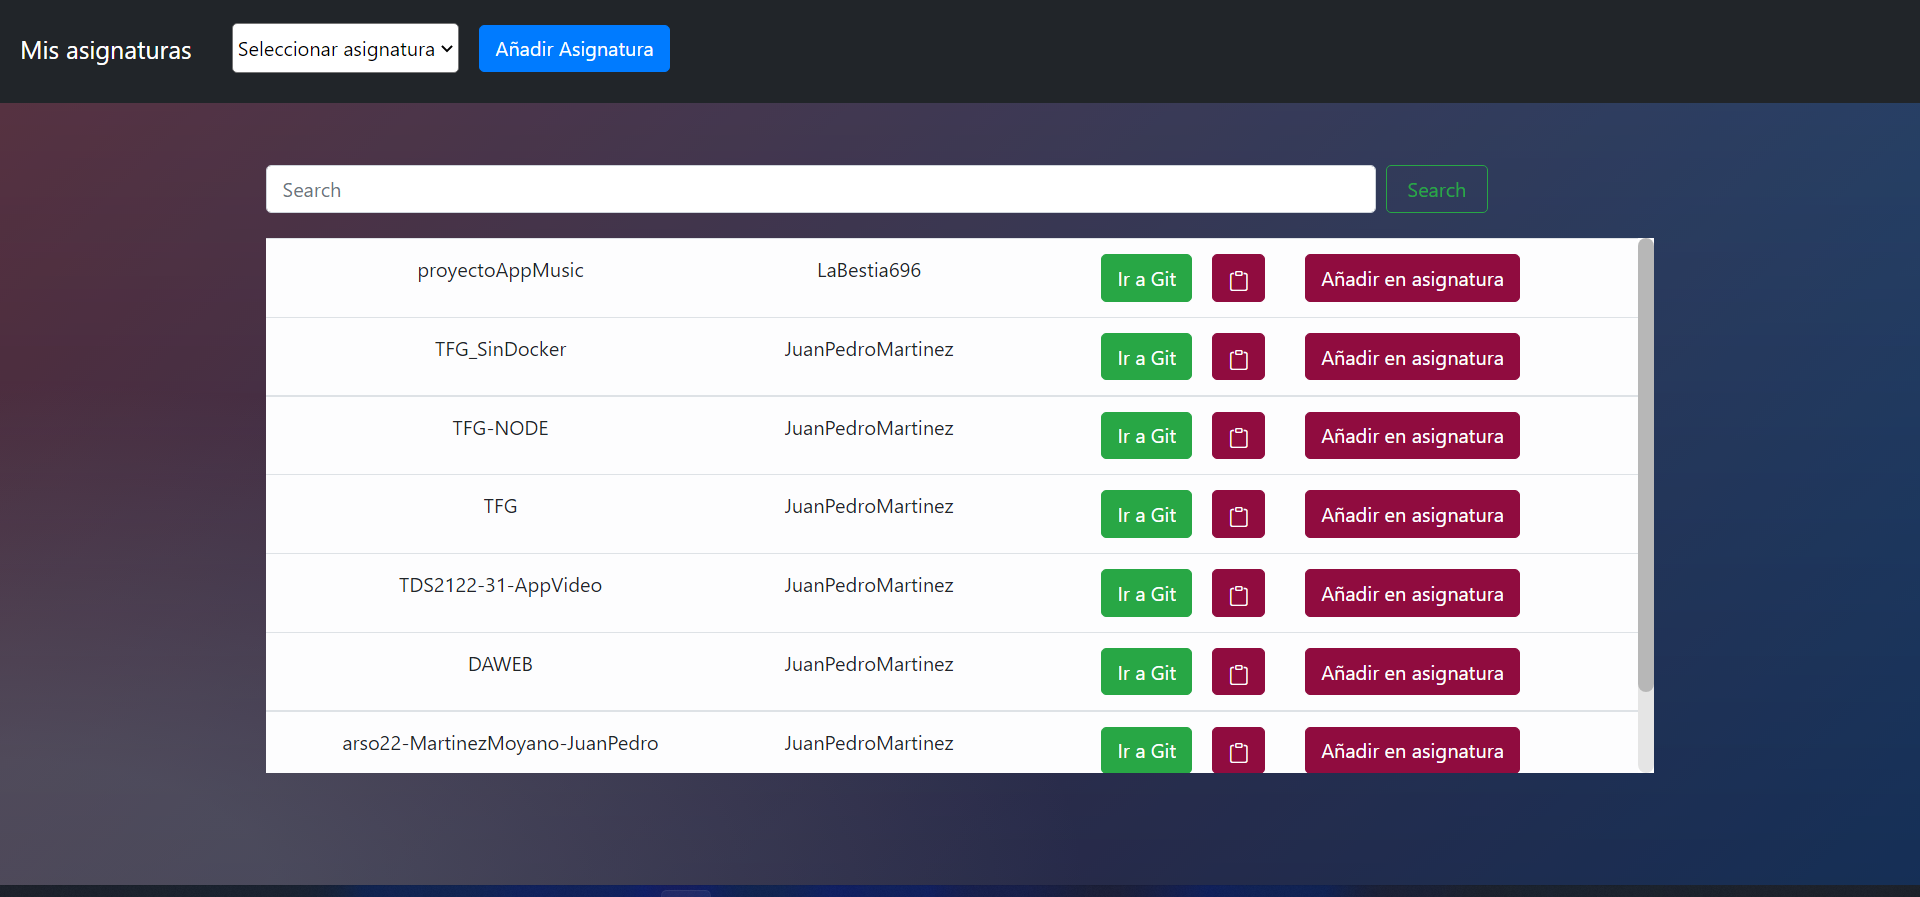 Mis asignaturas Seleccionar asignatura Añadir Asignatura
Search Search
proyectoAppMusic LaBestia696 Ir a Git Añadir en asignatura
TFG_SinDocker JuanPedroMartinez Ir a Git Añadir en asignatura
TFG-NODE JuanPedroMartinez Ir a Git Añadir en asignatura
TFG JuanPedroMartinez Ir a Git Añadir en asignatura
TDS2122-31-AppVideo JuanPedroMartinez Ir a Git Añadir en asignatura
DAWEB JuanPedroMartinez Ir a Git Añadir en asignatura
arso22-MartinezMoyano-JuanPedro JuanPedroMartinez Ir a Git Añadir en asignatura